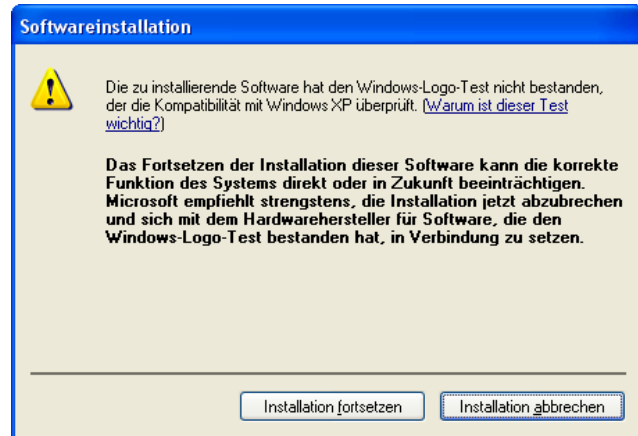 Softwareinstallation
Die zu installierende Software hat den Windows-Logo-Test nicht bestanden,
der die Kompatibilität mit Windows XP überprüft. (Warum ist dieser Test
wichtig?)
Das Fortsetzen der Installation dieser Software kann die korrekte
Funktion des Systems direkt oder in Zukunft beeinträchtigen.
Microsoft empfiehlt strengstens, die Installation jetzt abzubrechen
und sich mit dem Hardwarehersteller für Software, die den
Windows-Logo-Test bestanden hat, in Verbindung zu setzen.
Installation fortsetzen
Installation abbrechen